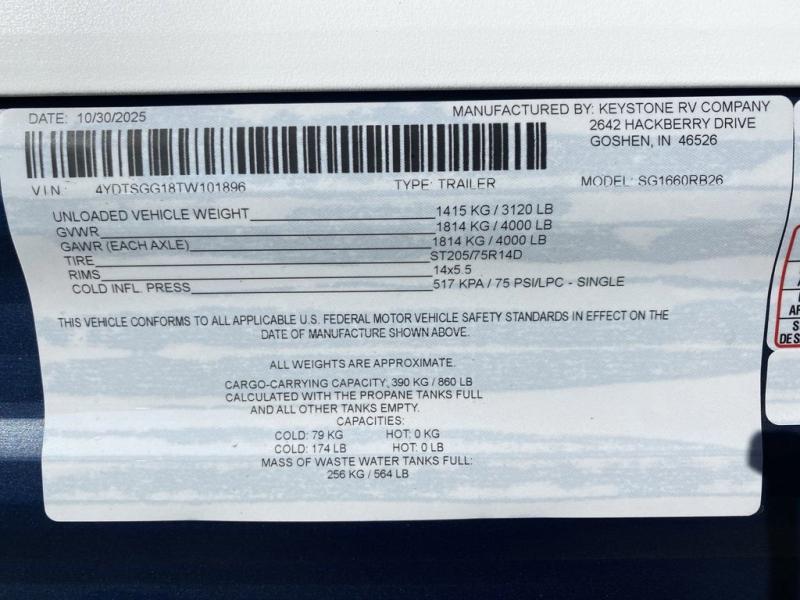 DATE: 10/30/2025
MANUFACTURED BY: KEYSTONE RV COMPANY
2642 HACKBERRY DRIVE
GOSHEN, IN 46526
VIN: 4YDTSGG18TW101896 TYPE: TRAILER MODEL: SG1660RB26
UNLOADED VEHICLE WEIGHT 1415 KG / 3120 LB
GVWR 1814 KG / 4000 LB
GAWR (EACH AXLE) 1814 KG / 4000 LB
TIRE ST205/75R14D
RIMS 14x5.5
COLD INFL. PRESS 517 KPA / 75 PSI/LPC - SINGLE
THIS VEHICLE CONFORMS TO ALL APPLICABLE U.S. FEDERAL MOTOR VEHICLE SAFETY STANDARDS IN EFFECT ON THE
DATE OF MANUFACTURE SHOWN ABOVE.
ALL WEIGHTS ARE APPROXIMATE.
CARGO-CARRYING CAPACITY, 390 KG / 860 LB
CALCULATED WITH THE PROPANE TANKS FULL
AND ALL OTHER TANKS EMPTY.
CAPACITIES:
COLD: 79 KG HOT: 0 KG
COLD: 174 LB HOT: 0 LB
MASS OF WASTE WATER TANKS FULL:
256 KG / 564 LB